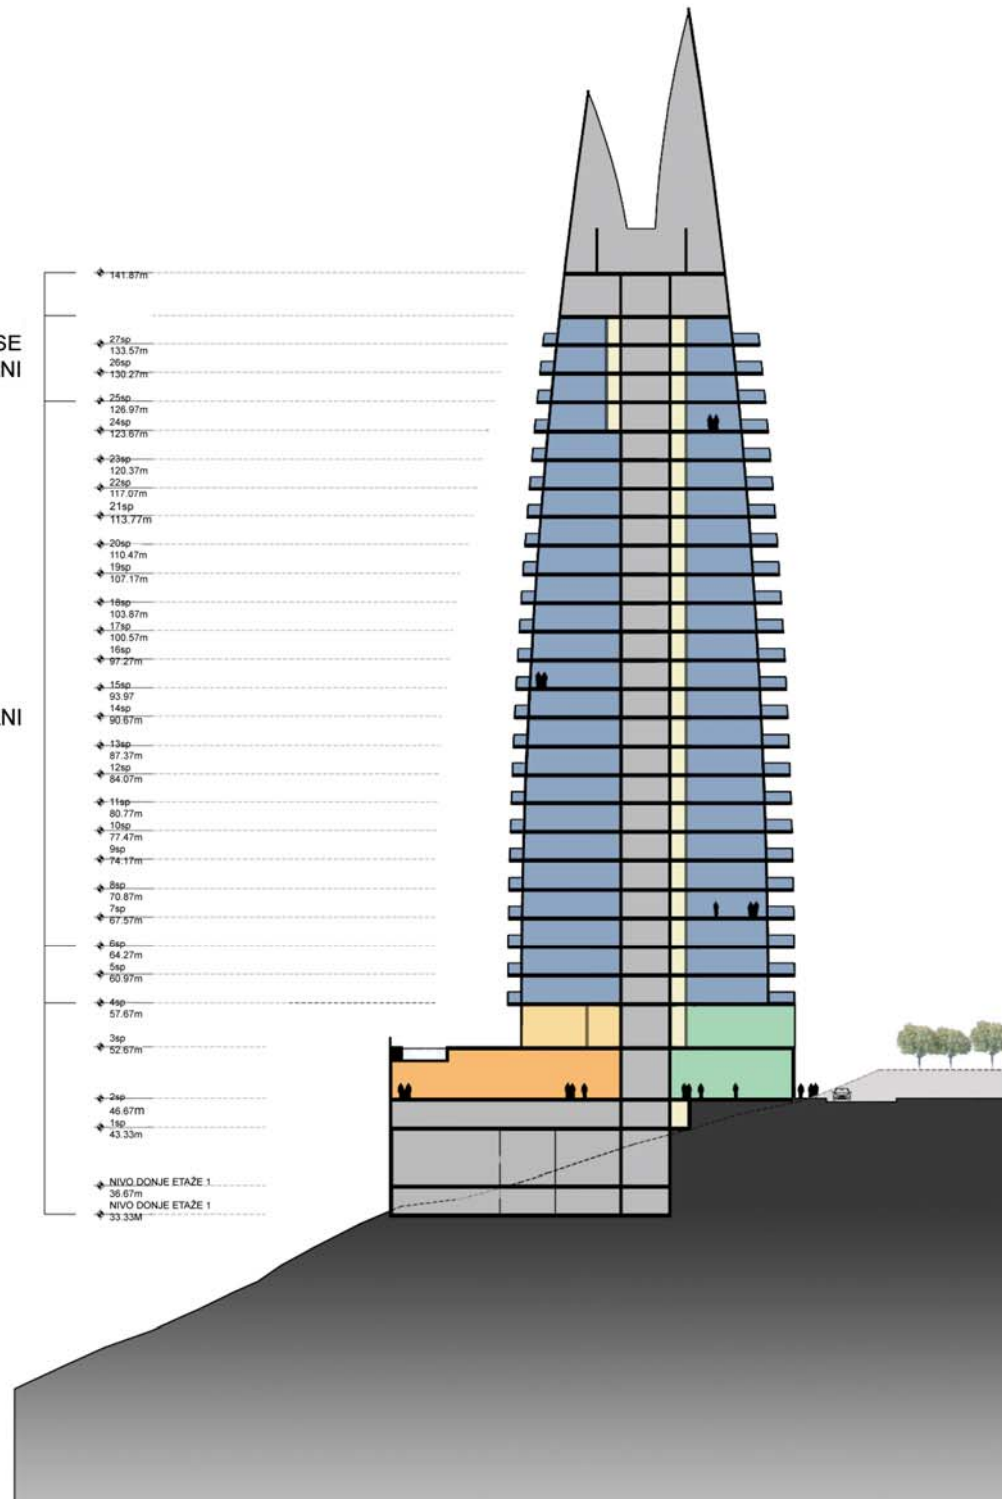 141.87m
SE
NI
27sp
133.57m
26sp
130.27m
25sp
126.97m
24sp
123.67m
23sp
120.37m
22sp
117.07m
21sp
113.77m
20sp
110.47m
19sp
107.17m
18sp
103.87m
17sp
100.57m
16sp
97.27m
15sp
93.97
14sp
90.67m
ANI
13sp
87.37m
12sp
84.07m
11sp
80.77m
10sp
77.47m
9sp
74.17m
8sp
70.87m
7sp
67.57m
6sp
64.27m
5sp
60.97m
4sp
57.67m
3sp
52.67m
2sp
46.67m
1sp
43.33m
NIVO DONJE ETAŽE 1
36.67m
NIVO DONJE ETAŽE 1
33.33M